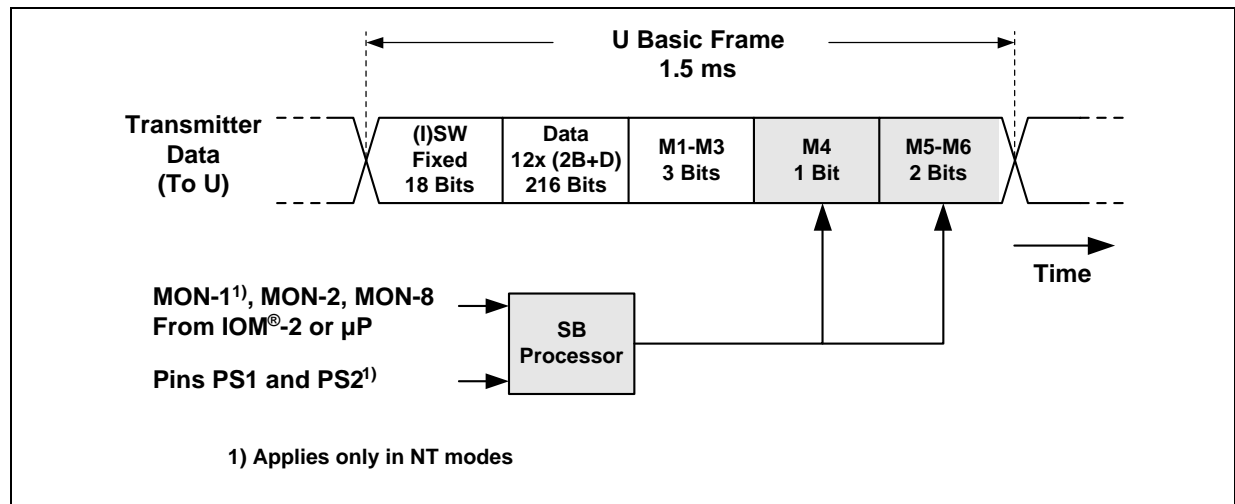 U Basic Frame
1.5 ms
Transmitter
Data
(To U)
(I)SW
Fixed
18 Bits
Data
12x (2B+D)
216 Bits
M1-M3
3 Bits
M4
1 Bit
M5-M6
2 Bits
Time
MON-1¹⁾, MON-2, MON-8
From IOM®-2 or µP
Pins PS1 and PS2¹⁾
SB
Processor
1) Applies only in NT modes